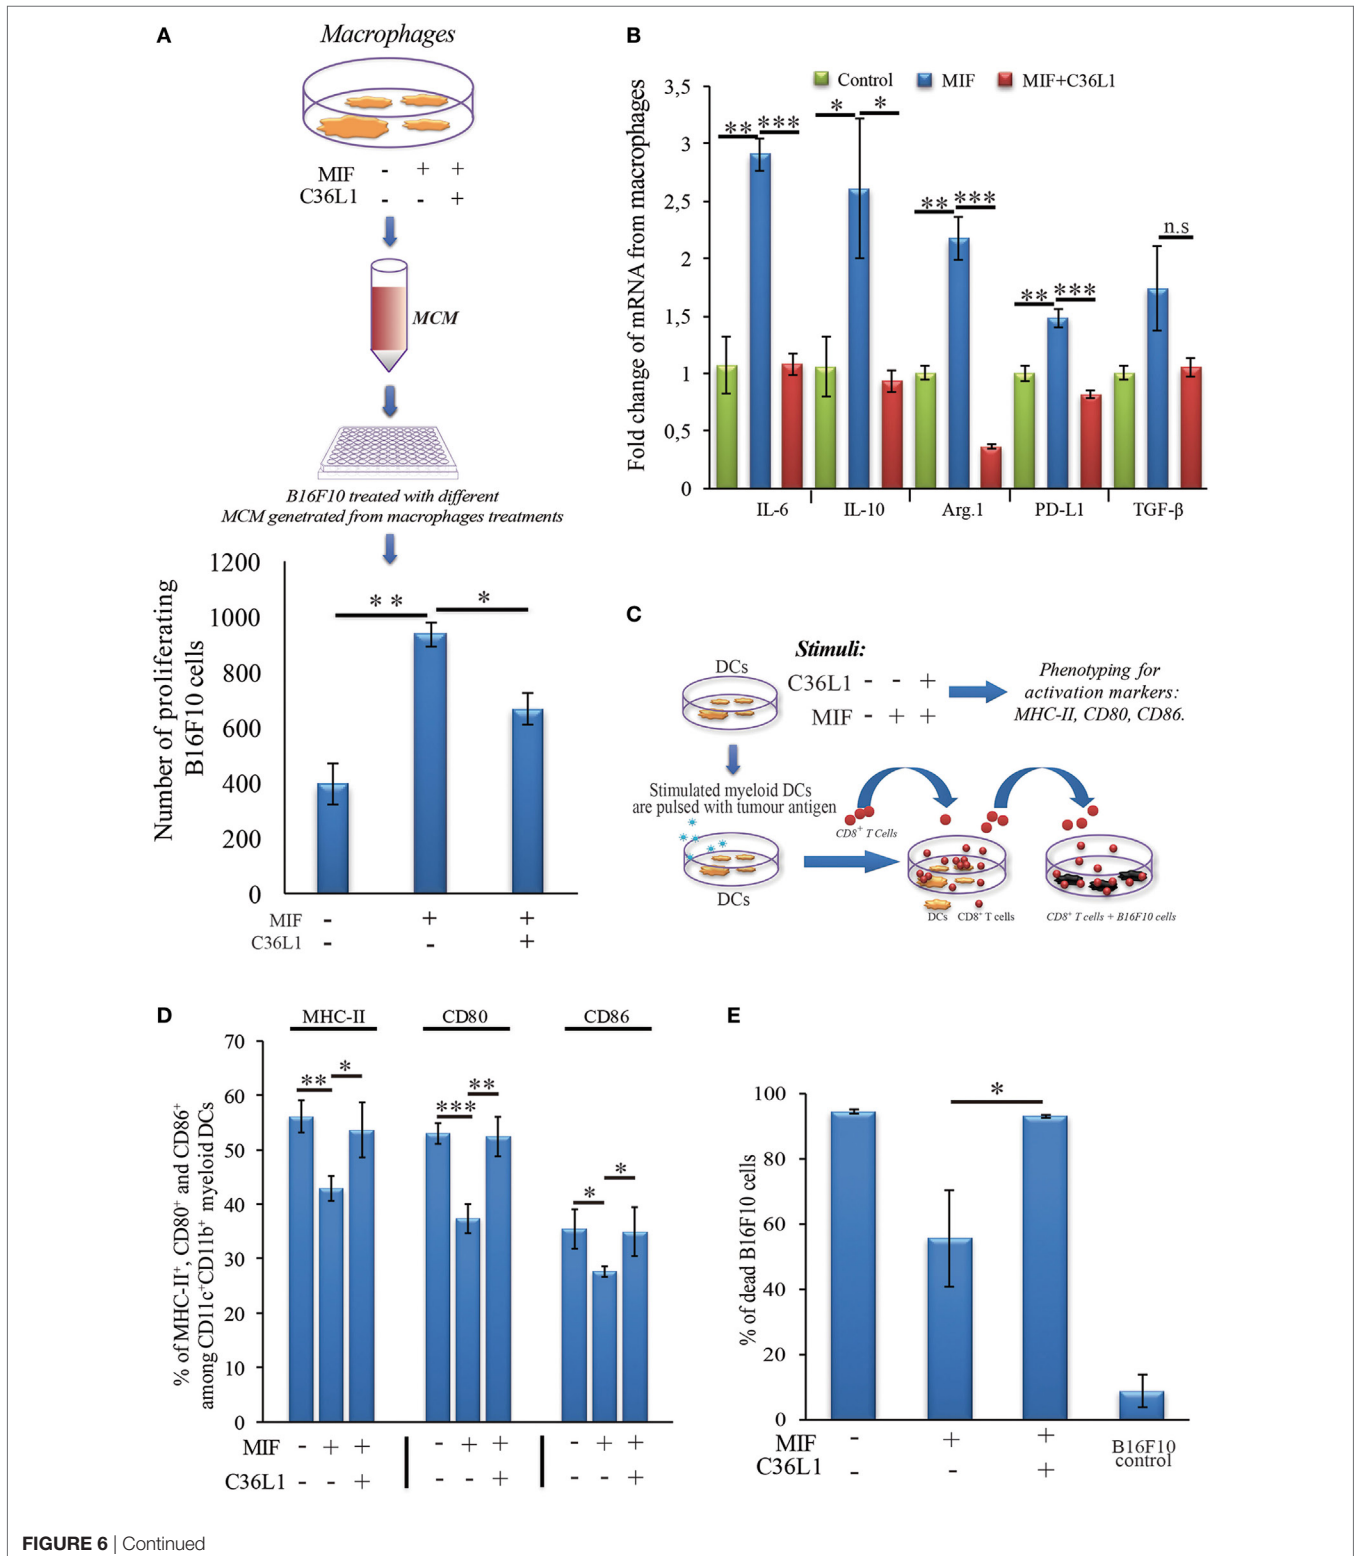 A
Macrophages
MIF - + +
C36L1 - - +
MCM
B16F10 treated with different
MCM genetrated from macrophages treatments
Number of proliferating
B16F10 cells
1200
1000
800
600
400
200
0
** *
MIF - + +
C36L1 - - +
B
Control MIF MIF+C36L1
Fold change of mRNA from macrophages
3,5
3
2,5
2
1,5
1
0,5
0
** *** * * ** *** ** *** n.s
IL-6 IL-10 Arg.1 PD-L1 TGF-β
C
Stimuli:
DCs
C36L1 - - +
MIF - + +
Phenotyping for
activation markers:
MHC-II, CD80, CD86.
Stimulated myeloid DCs
are pulsed with tumour antigen
CD8+ T Cells
DCs
DCs CD8+ T cells
CD8+ T cells + B16F10 cells
D
MHC-II CD80 CD86
% of MHC-II+, CD80+ and CD86+
among CD11c+CD11b+ myeloid DCs
70
60
50
40
30
20
10
0
** * *** ** * *
MIF - + + - + + - + +
C36L1 - - + - - + - - +
E
% of dead B16F10 cells
100
80
60
40
20
0
*
MIF - + +
C36L1 - - +
B16F10
control
FIGURE 6 | Continued